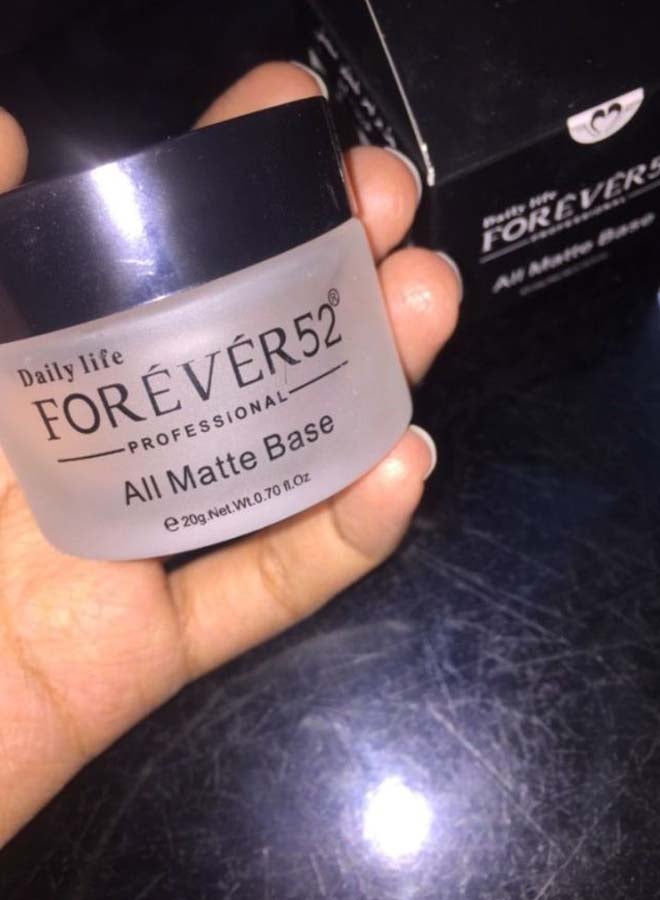 Daily life
FORÉVÉR52®
PROFESSIONAL
All Matte Base
℮ 20g.Net.Wt.0.70 fl.Oz
Daily life
FORÉVÉR5
PROFESSIONAL
All Matte Base